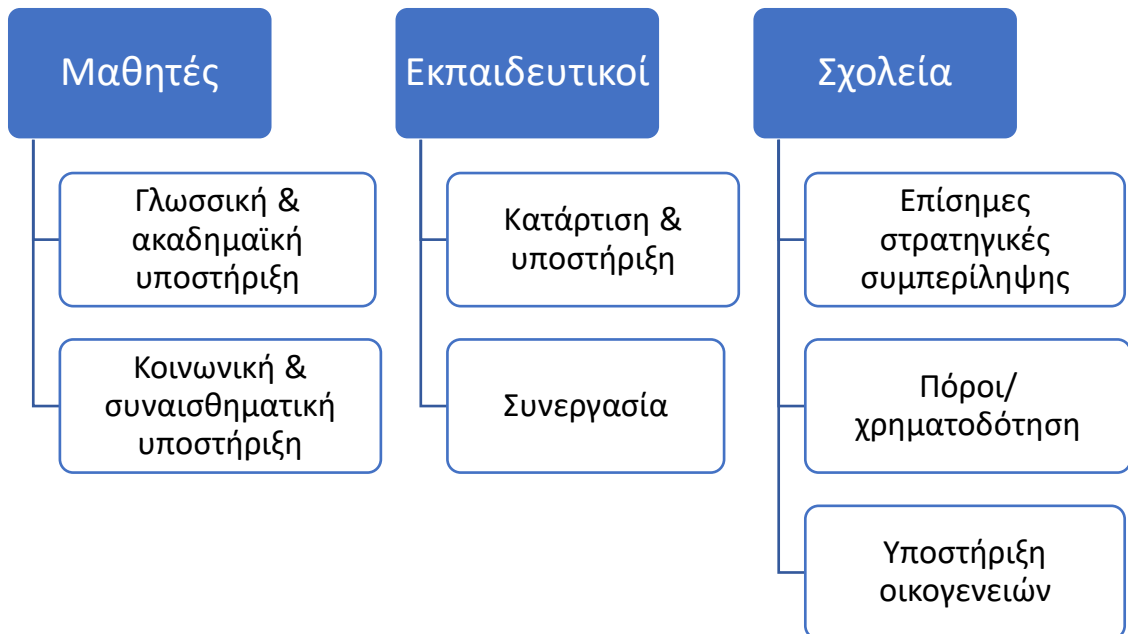 Μαθητές
Γλωσσική &
ακαδημαϊκή
υποστήριξη
Κοινωνική &
συναισθηματική
υποστήριξη
Εκπαιδευτικοί
Κατάρτιση &
υποστήριξη
Συνεργασία
Σχολεία
Επίσημες
στρατηγικές
συμπερίληψης
Πόροι/
χρηματοδότηση
Υποστήριξη
οικογενειών